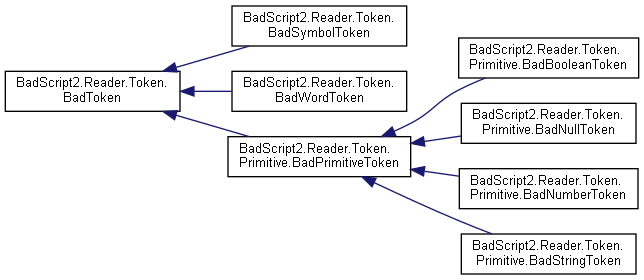 BadScript2.Reader.Token.
BadToken
BadScript2.Reader.Token.
BadSymbolToken
BadScript2.Reader.Token.
BadWordToken
BadScript2.Reader.Token.
Primitive.BadPrimitiveToken
BadScript2.Reader.Token.
Primitive.BadBooleanToken
BadScript2.Reader.Token.
Primitive.BadNullToken
BadScript2.Reader.Token.
Primitive.BadNumberToken
BadScript2.Reader.Token.
Primitive.BadStringToken